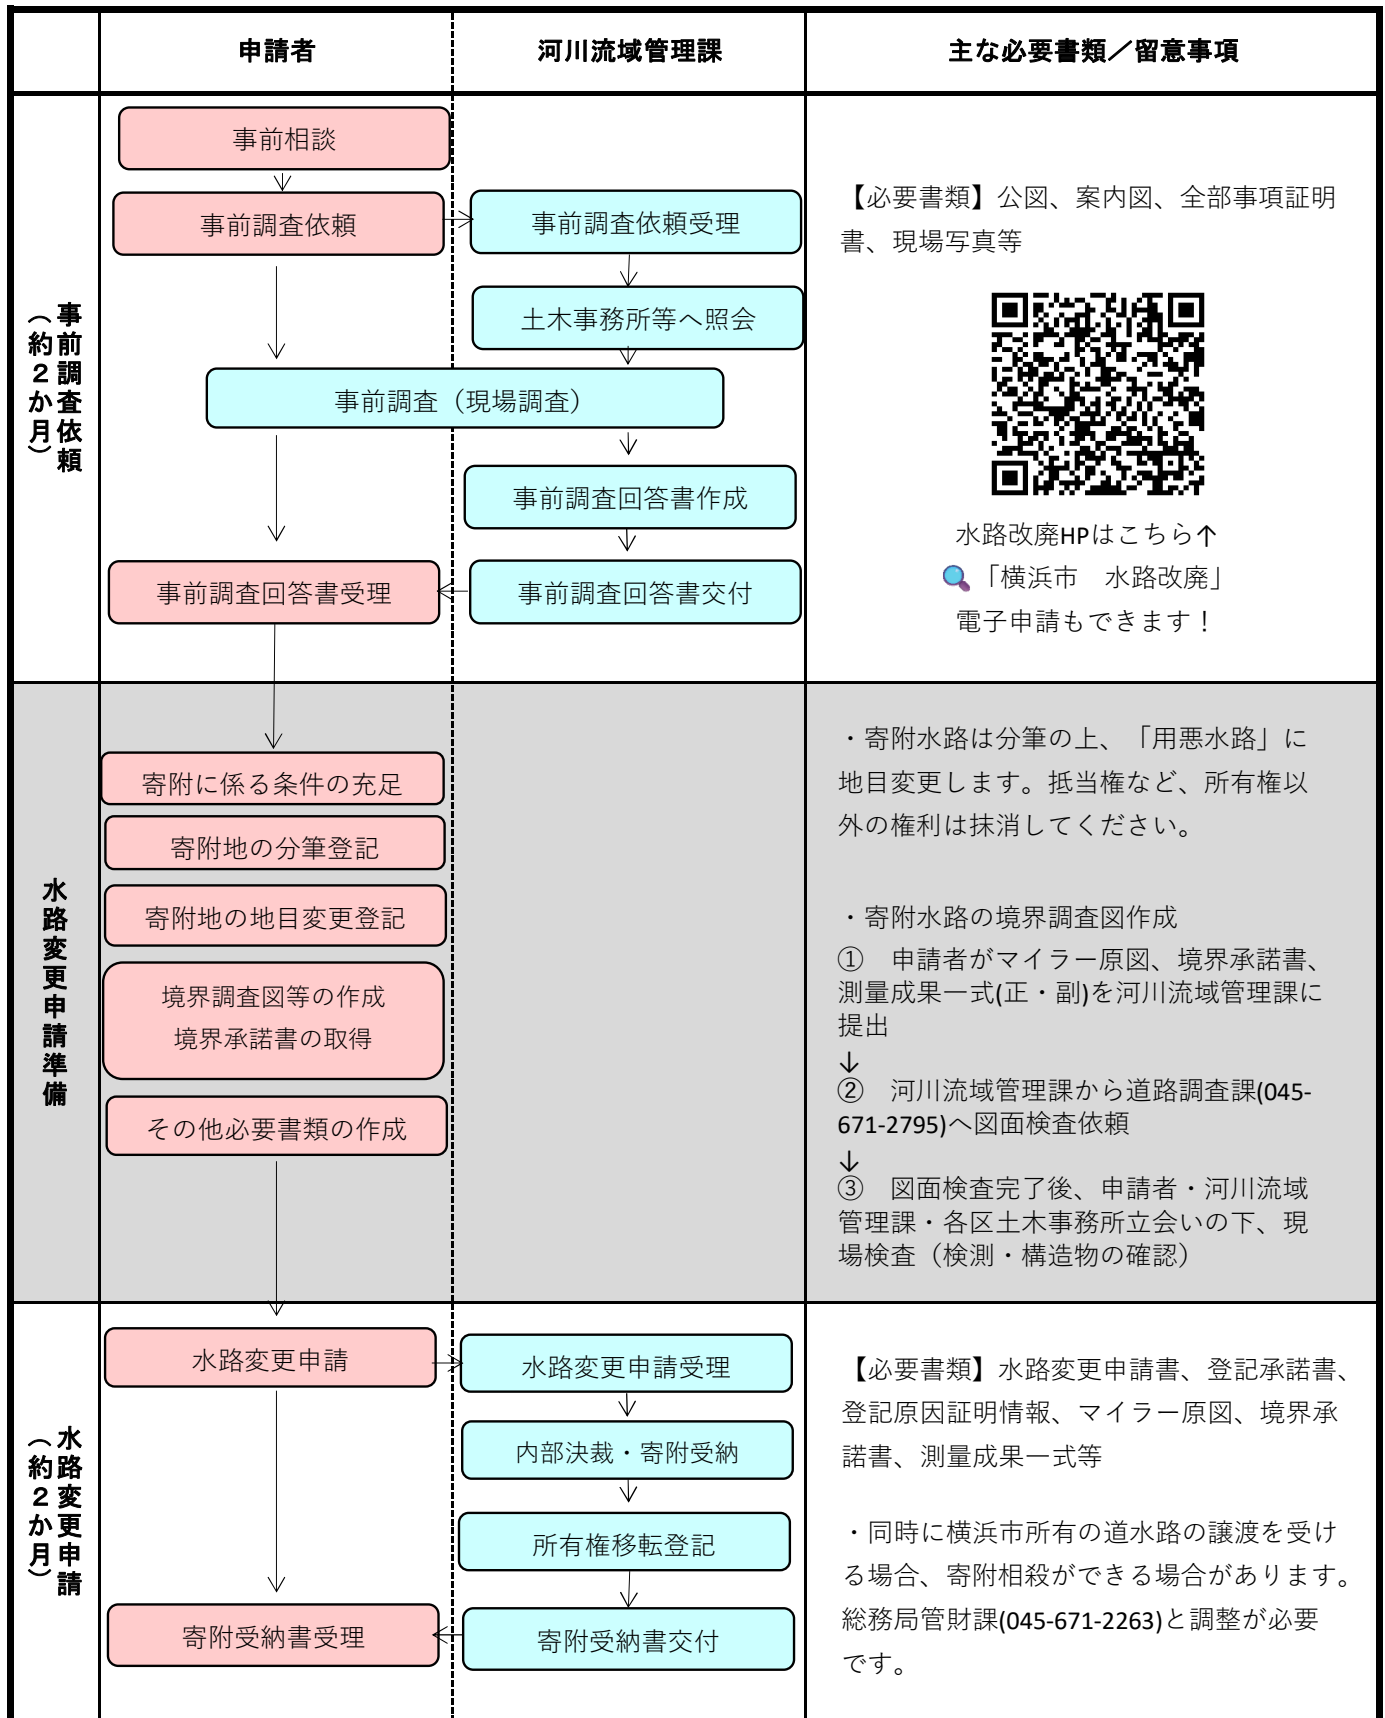 申請者
河川流域管理課
主な必要書類／留意事項
事前調査依頼
（約２か月）
事前相談
事前調査依頼
事前調査依頼受理
土木事務所等へ照会
事前調査（現場調査）
事前調査回答書作成
事前調査回答書受理
事前調査回答書交付
【必要書類】公図、案内図、全部事項証明
書、現場写真等
水路改廃HPはこちら↑
「横浜市　水路改廃」
電子申請もできます！
水路変更申請準備
寄附に係る条件の充足
寄附地の分筆登記
寄附地の地目変更登記
境界調査図等の作成
境界承諾書の取得
その他必要書類の作成
・寄附水路は分筆の上、「用悪水路」に
地目変更します。抵当権など、所有権以
外の権利は抹消してください。
・寄附水路の境界調査図作成
①　申請者がマイラー原図、境界承諾書、
測量成果一式(正・副)を河川流域管理課に
提出
↓
②　河川流域管理課から道路調査課(045-
671-2795)へ図面検査依頼
↓
③　図面検査完了後、申請者・河川流域
管理課・各区土木事務所立会いの下、現
場検査（検測・構造物の確認）
水路変更申請
（約２か月）
水路変更申請
水路変更申請受理
内部決裁・寄附受納
所有権移転登記
寄附受納書受理
寄附受納書交付
【必要書類】水路変更申請書、登記承諾書、
登記原因証明情報、マイラー原図、境界承
諾書、測量成果一式等
・同時に横浜市所有の道水路の譲渡を受け
る場合、寄附相殺ができる場合があります。
総務局管財課(045-671-2263)と調整が必要
です。